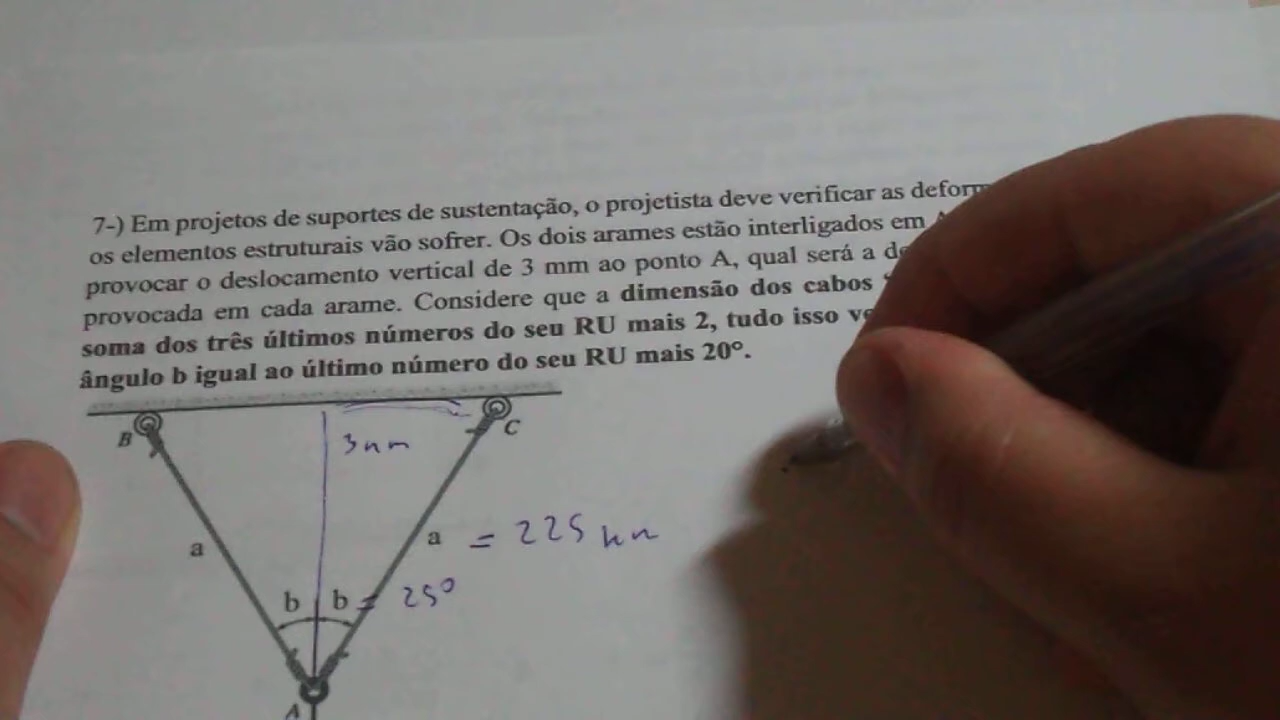 7-) Em projetos de suportes de sustentação, o projetista deve verificar as
os elementos estruturais vão sofrer. Os dois arames estão interligados em
provocar o deslocamento vertical de 3 mm ao ponto A, qual será a
provocada em cada arame. Considere que a dimensão dos cabos
soma dos três últimos números do seu RU mais 2, tudo isso
ângulo b igual ao último número do seu RU mais 20°.
B
C
3mm
a
a = 225 mm
b b = 25°
A